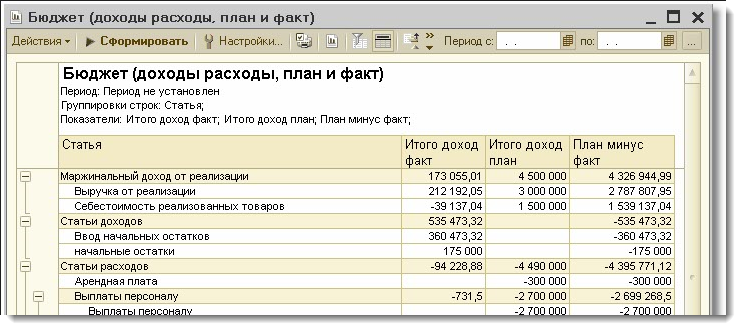 Бюджет (доходы расходы, план и факт)
Действия Сформировать Настройки... Период с: . . по: . . ...
Бюджет (доходы расходы, план и факт)
Период: Период не установлен
Группировки строк: Статья;
Показатели: Итого доход факт; Итого доход план; План минус факт;
Статья Итого доход факт Итого доход план План минус факт
Маржинальный доход от реализации 173 055,01 4 500 000 4 326 944,99
Выручка от реализации 212 192,05 3 000 000 2 787 807,95
Себестоимость реализованных товаров -39 137,04 1 500 000 1 539 137,04
Статьи доходов 535 473,32 -535 473,32
Ввод начальных остатков 360 473,32 -360 473,32
начальные остатки 175 000 -175 000
Статьи расходов -94 228,88 -4 490 000 -4 395 771,12
Арендная плата -300 000 -300 000
Выплаты персоналу -731,5 -2 700 000 -2 699 268,5
Выплаты персоналу -2 700 000 -2 700 000